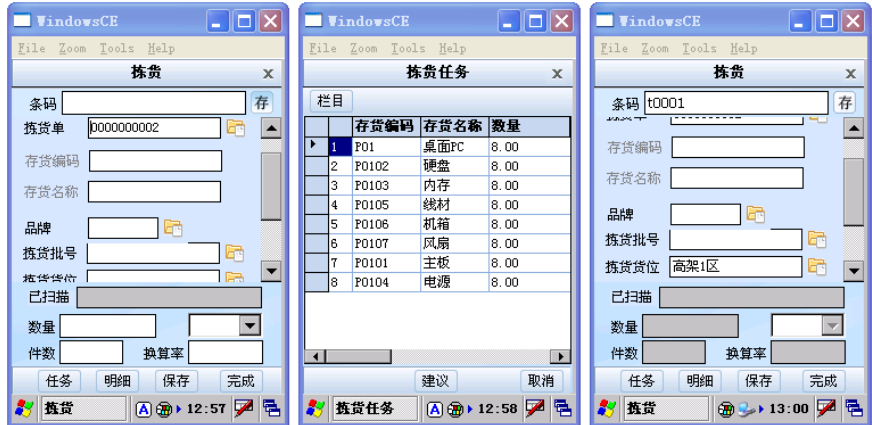 WindowsCE
File Zoom Tools Help
拣货 x
条码 存
拣货单 0000000002
存货编码
存货名称
品牌
拣货批号
拣货货位
已扫描
数量
件数 换算率
任务 明细 保存 完成
拣货 A 12:57
WindowsCE
File Zoom Tools Help
拣货任务 x
栏目
存货编码 存货名称 数量
1 P01 桌面PC 8.00
2 P0102 硬盘 8.00
3 P0103 内存 8.00
4 P0105 线材 8.00
5 P0106 机箱 8.00
6 P0107 风扇 8.00
7 P0101 主板 8.00
8 P0104 电源 8.00
建议 取消
拣货任务 A 12:58
WindowsCE
File Zoom Tools Help
拣货 x
条码 t0001 存
存货编码
存货名称
品牌
拣货批号
拣货货位 高架1区
已扫描
数量
件数 换算率
任务 明细 保存 完成
拣货 13:00